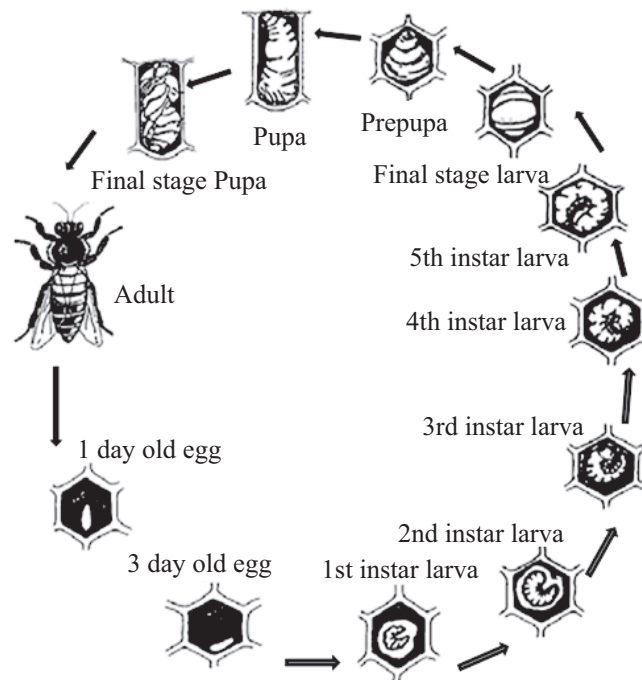 Prepupa
Pupa
Final stage Pupa
Final stage larva
5th instar larva
Adult
4th instar larva
3rd instar larva
1 day old egg
2nd instar larva
3 day old egg
1st instar larva